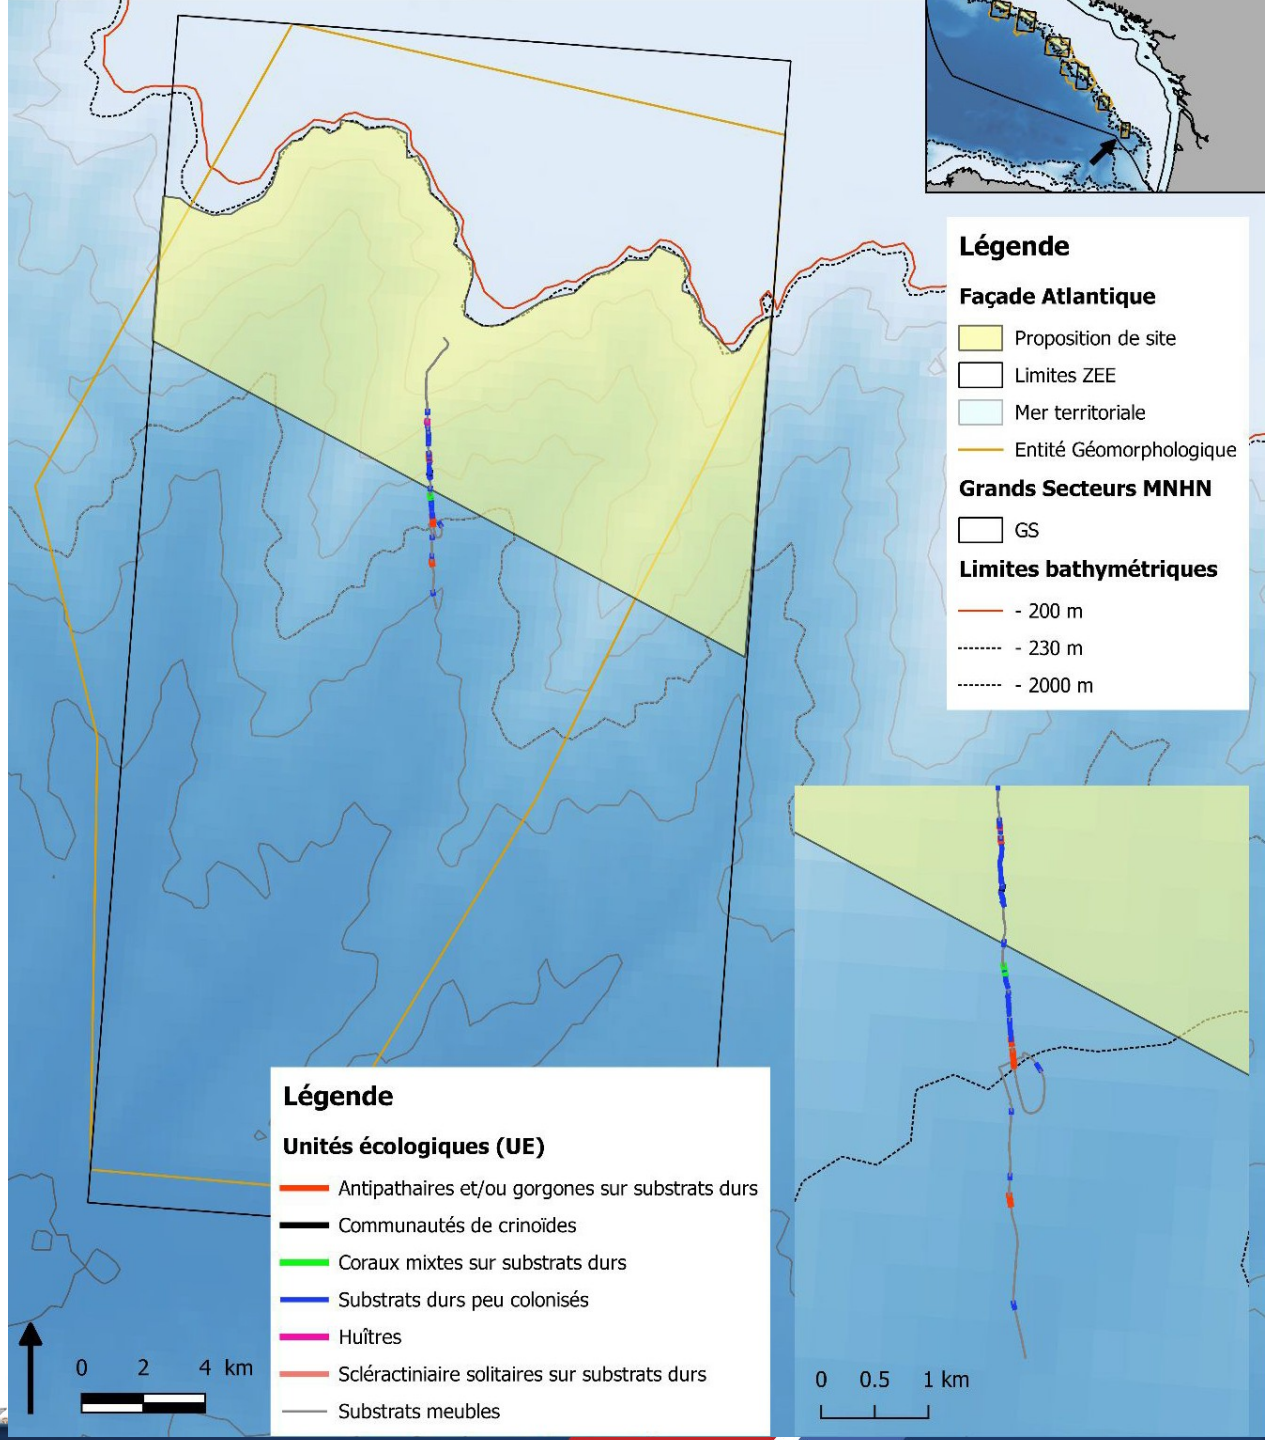 Légende
Façade Atlantique
Proposition de site
Limites ZEE
Mer territoriale
Entité Géomorphologique
Grands Secteurs MNHN
GS
Limites bathymétriques
- 200 m
- 230 m
- 2000 m
Légende
Unités écologiques (UE)
Antipathaires et/ou gorgones sur substrats durs
Communautés de crinoïdes
Coraux mixtes sur substrats durs
Substrats durs peu colonisés
Huîtres
Scléractiniaire solitaires sur substrats durs
Substrats meubles
0 2 4 km
0 0.5 1 km